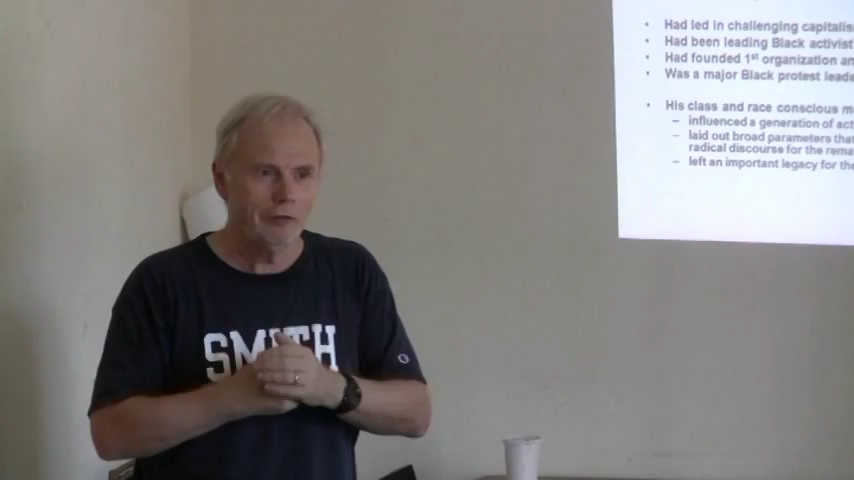 • Had led in challenging capitalis
• Had been leading Black activist
• Had founded 1st organization an
• Was a major Black protest leade
• His class and race conscious m
– influenced a generation of act
– laid out broad parameters that
radical discourse for the rema
– left an important legacy for the
SMITH